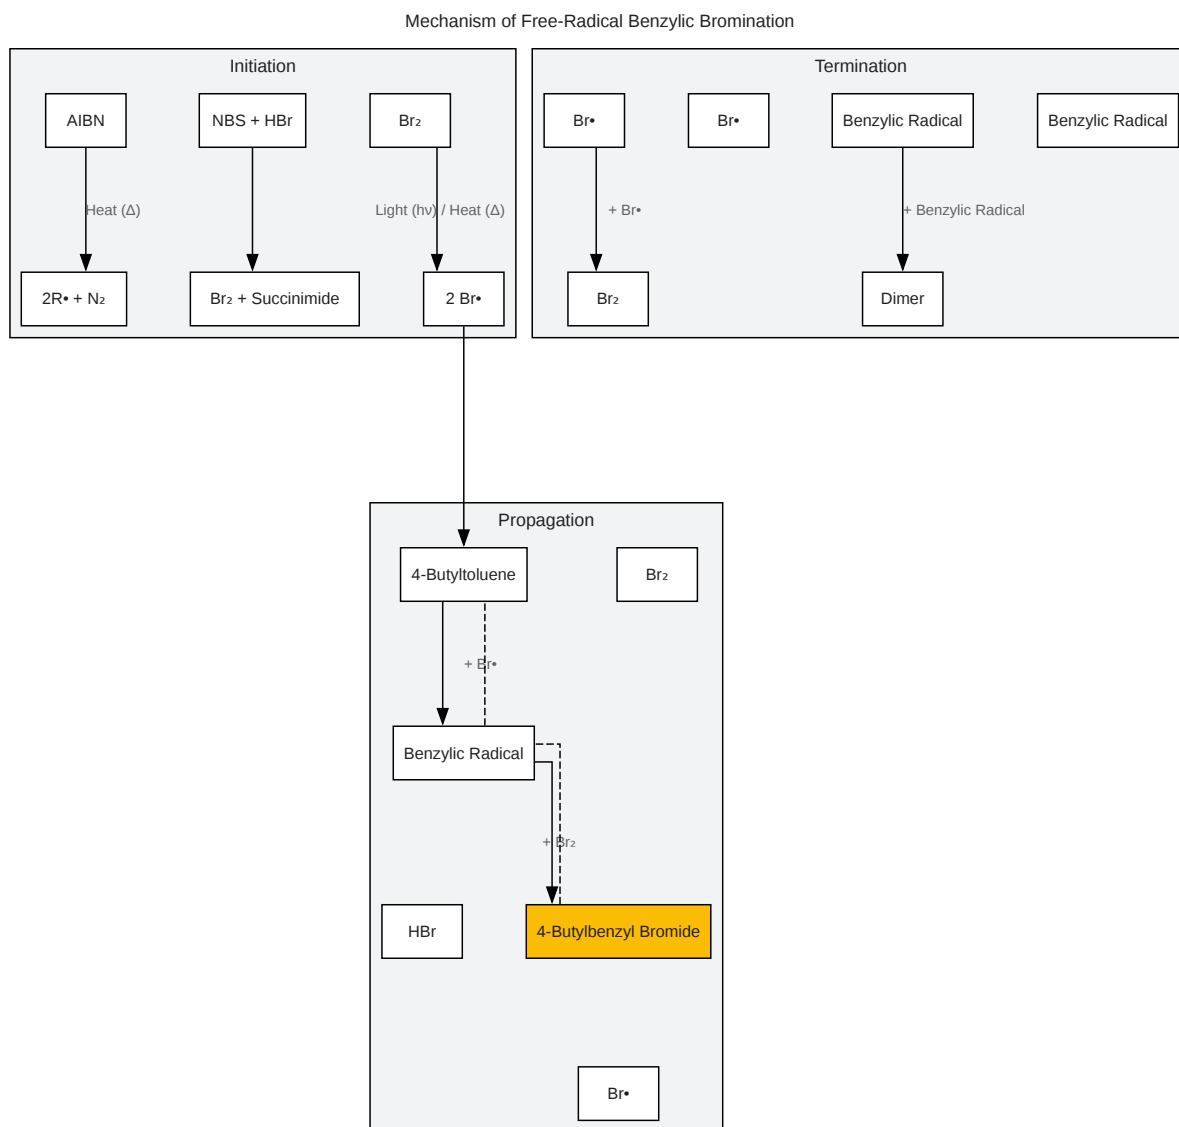 Mechanism of Free-Radical Benzylic Bromination
Initiation
AIBN
NBS + HBr
Br₂
Heat (Δ)
Light (hν) / Heat (Δ)
2R• + N₂
Br₂ + Succinimide
2 Br•
Termination
Br•
Br•
Benzylic Radical
Benzylic Radical
+ Br•
+ Benzylic Radical
Br₂
Dimer
Propagation
4-Butyltoluene
Br₂
+ Br•
Benzylic Radical
+ Br₂
HBr
4-Butylbenzyl Bromide
Br•